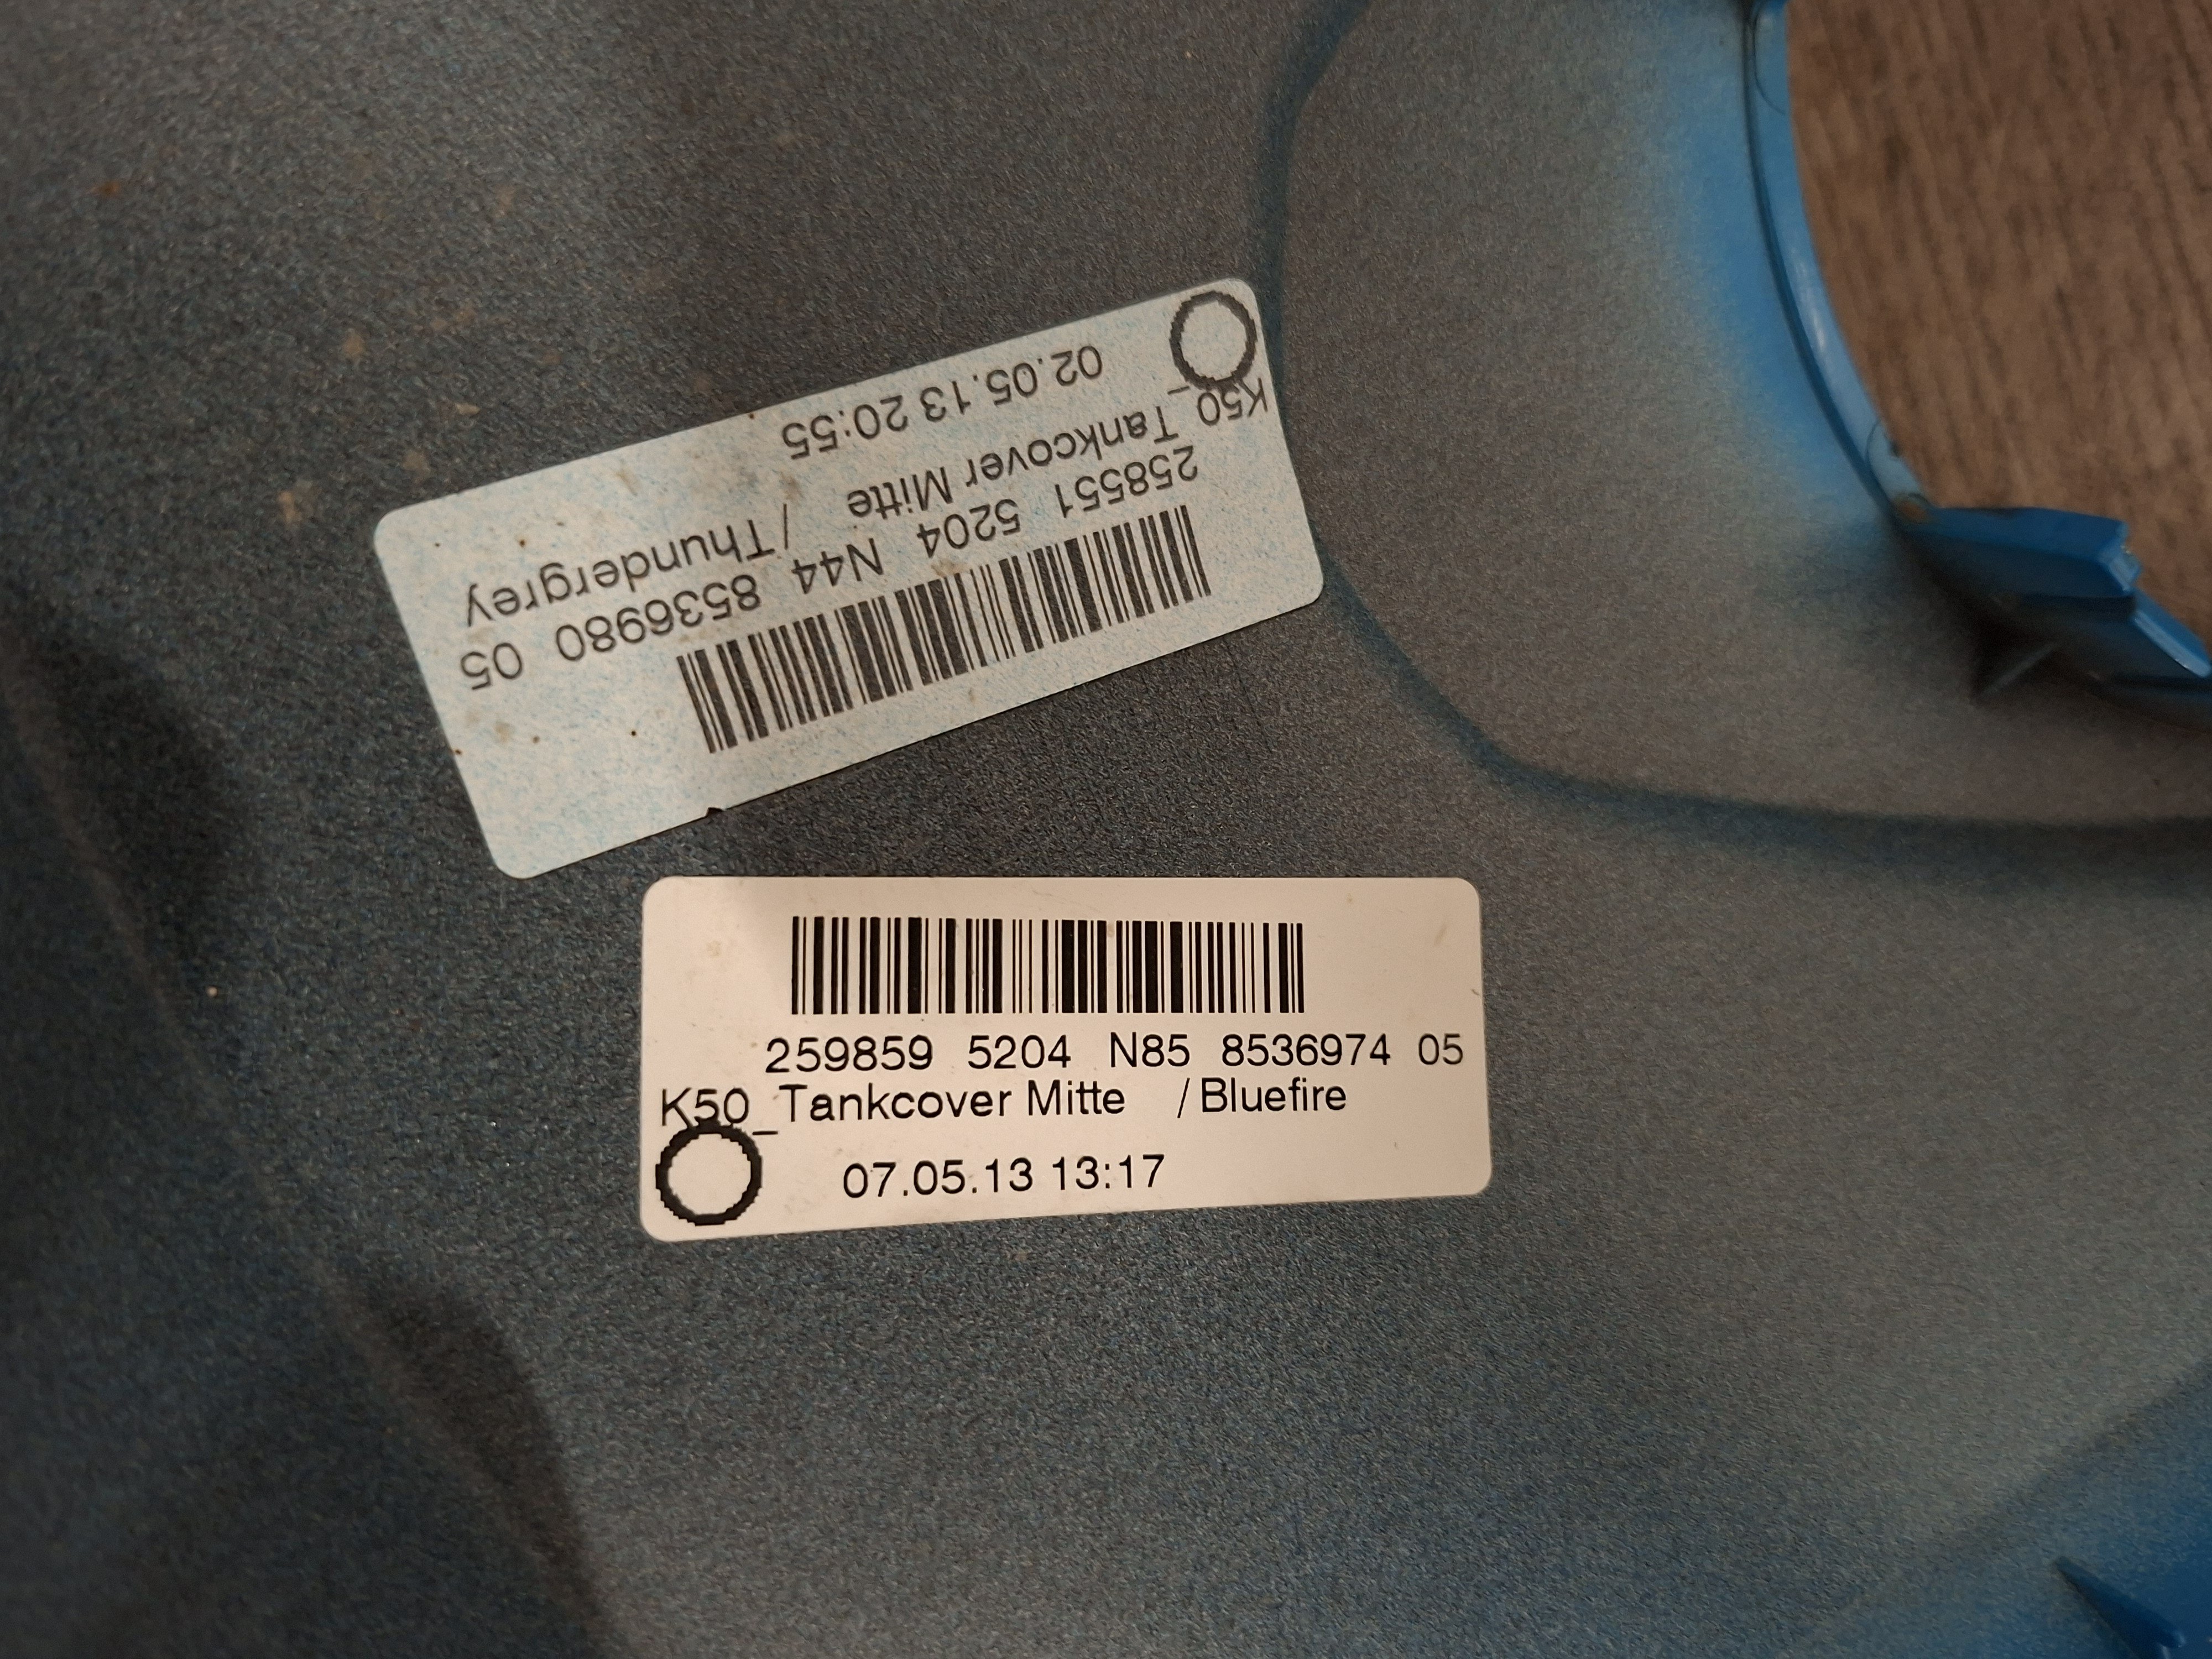 258551 5204 N44 8536980 05
K50_Tankcover Mitte / Thundergrey
02.05.13 20:55
259859 5204 N85 8536974 05
K50_Tankcover Mitte / Bluefire
07.05.13 13:17